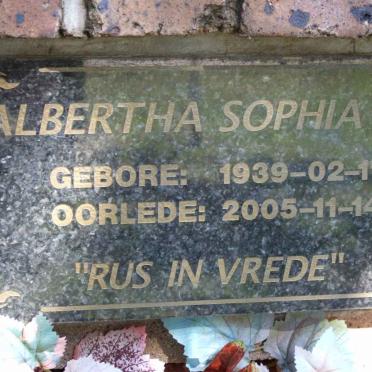 ALBERTHA SOPHIA
GEBORE: 1939-02-1
OORLEDE: 2005-11-14
"RUS IN VREDE"